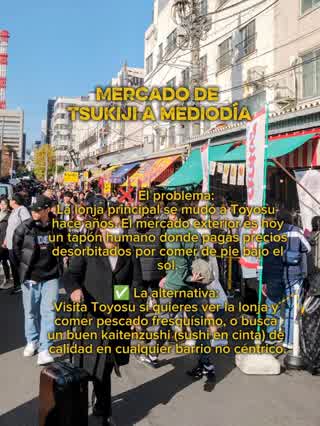 MERCADO DE
TSUKIJI A MEDIODÍA
El problema:
La lonja principal se mudó a Toyosu
hace años. El mercado exterior es hoy
un tapón humano donde pagas precios
desorbitados por comer de pie bajo el
sol.
✅ La alternativa:
Visita Toyosu si quieres ver la lonja y
comer pescado fresquísimo, o busca
un buen kaitenzushi (sushi en cinta) de
calidad en cualquier barrio no céntrico.